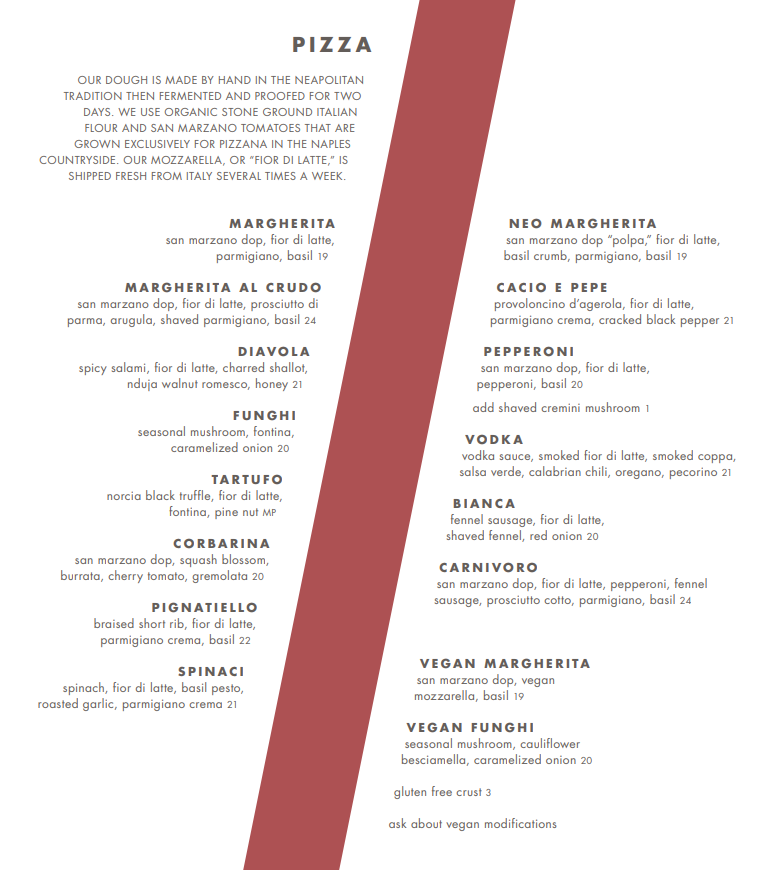 PIZZA
OUR DOUGH IS MADE BY HAND IN THE NEAPOLITAN
TRADITION THEN FERMENTED AND PROOFED FOR TWO
DAYS. WE USE ORGANIC STONE GROUND ITALIAN
FLOUR AND SAN MARZANO TOMATOES THAT ARE
GROWN EXCLUSIVELY FOR PIZZANA IN THE NAPLES
COUNTRYSIDE. OUR MOZZARELLA, OR “FIOR DI LATTE,” IS
SHIPPED FRESH FROM ITALY SEVERAL TIMES A WEEK.
MARGHERITA
san marzano dop, fior di latte,
parmigiano, basil 19
MARGHERITA AL CRUDO
san marzano dop, fior di latte, prosciutto di
parma, arugula, shaved parmigiano, basil 24
DIAVOLA
spicy salami, fior di latte, charred shallot,
nduja walnut romesco, honey 21
FUNGHI
seasonal mushroom, fontina,
caramelized onion 20
TARTUFO
norcia black truffle, fior di latte,
fontina, pine nut MP
CORBARINA
san marzano dop, squash blossom,
burrata, cherry tomato, gremolata 20
PIGNATIELLO
braised short rib, fior di latte,
parmigiano crema, basil 22
SPINACI
spinach, fior di latte, basil pesto,
roasted garlic, parmigiano crema 21
NEO MARGHERITA
san marzano dop “polpa,” fior di latte,
basil crumb, parmigiano, basil 19
CACIO E PEPE
provoloncino d’agerola, fior di latte,
parmigiano crema, cracked black pepper 21
PEPPERONI
san marzano dop, fior di latte,
pepperoni, basil 20
add shaved cremini mushroom 1
VODKA
vodka sauce, smoked fior di latte, smoked coppa,
salsa verde, calabrian chili, oregano, pecorino 21
BIANCA
fennel sausage, fior di latte,
shaved fennel, red onion 20
CARNIVORO
san marzano dop, fior di latte, pepperoni, fennel
sausage, prosciutto cotto, parmigiano, basil 24
VEGAN MARGHERITA
san marzano dop, vegan
mozzarella, basil 19
VEGAN FUNGHI
seasonal mushroom, cauliflower
besciamella, caramelized onion 20
gluten free crust 3
ask about vegan modifications